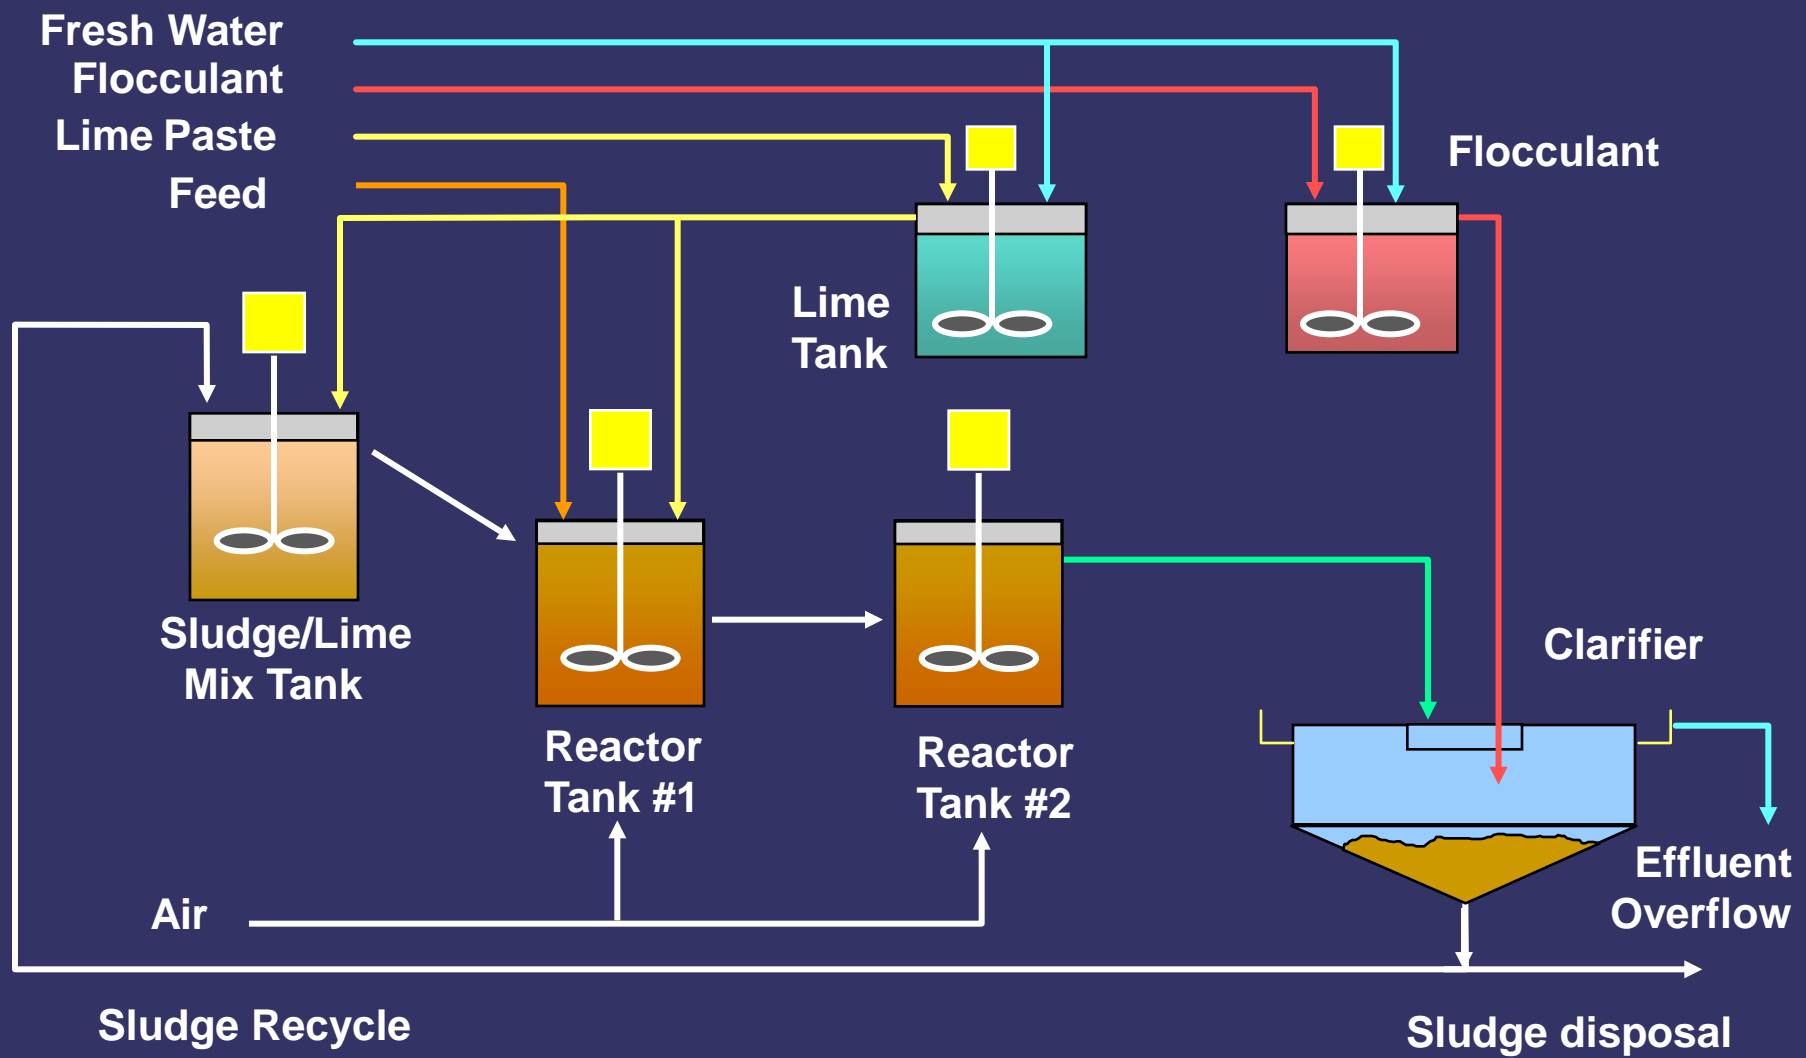 Fresh Water
Flocculant
Lime Paste
Feed
Flocculant
Lime
Tank
Sludge/Lime
Mix Tank
Reactor
Tank #1
Reactor
Tank #2
Clarifier
Effluent
Overflow
Air
Sludge Recycle
Sludge disposal